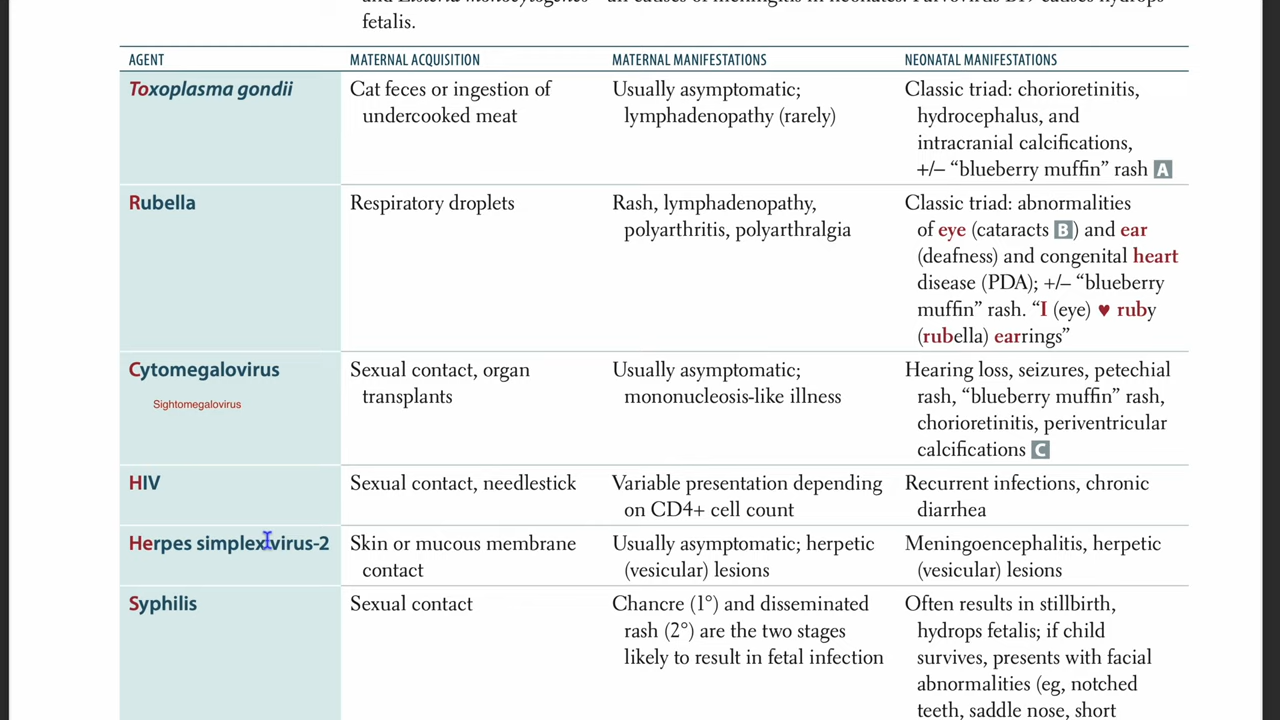 fetalis.
AGENT MATERNAL ACQUISITION MATERNAL MANIFESTATIONS NEONATAL MANIFESTATIONS
Toxoplasma gondii
Cat feces or ingestion of
undercooked meat
Usually asymptomatic;
lymphadenopathy (rarely)
Classic triad: chorioretinitis,
hydrocephalus, and
intracranial calcifications,
+/– “blueberry muffin” rash A
Rubella
Respiratory droplets
Rash, lymphadenopathy,
polyarthritis, polyarthralgia
Classic triad: abnormalities
of eye (cataracts B) and ear
(deafness) and congenital heart
disease (PDA); +/– “blueberry
muffin” rash. “I (eye) ♥ ruby
(rubella) earrings”
Cytomegalovirus
Sightomegalovirus
Sexual contact, organ
transplants
Usually asymptomatic;
mononucleosis-like illness
Hearing loss, seizures, petechial
rash, “blueberry muffin” rash,
chorioretinitis, periventricular
calcifications C
HIV
Sexual contact, needlestick
Variable presentation depending
on CD4+ cell count
Recurrent infections, chronic
diarrhea
Herpes simplex virus-2
Skin or mucous membrane
contact
Usually asymptomatic; herpetic
(vesicular) lesions
Meningoencephalitis, herpetic
(vesicular) lesions
Syphilis
Sexual contact
Chancre (1°) and disseminated
rash (2°) are the two stages
likely to result in fetal infection
Often results in stillbirth,
hydrops fetalis; if child
survives, presents with facial
abnormalities (eg, notched
teeth, saddle nose, short